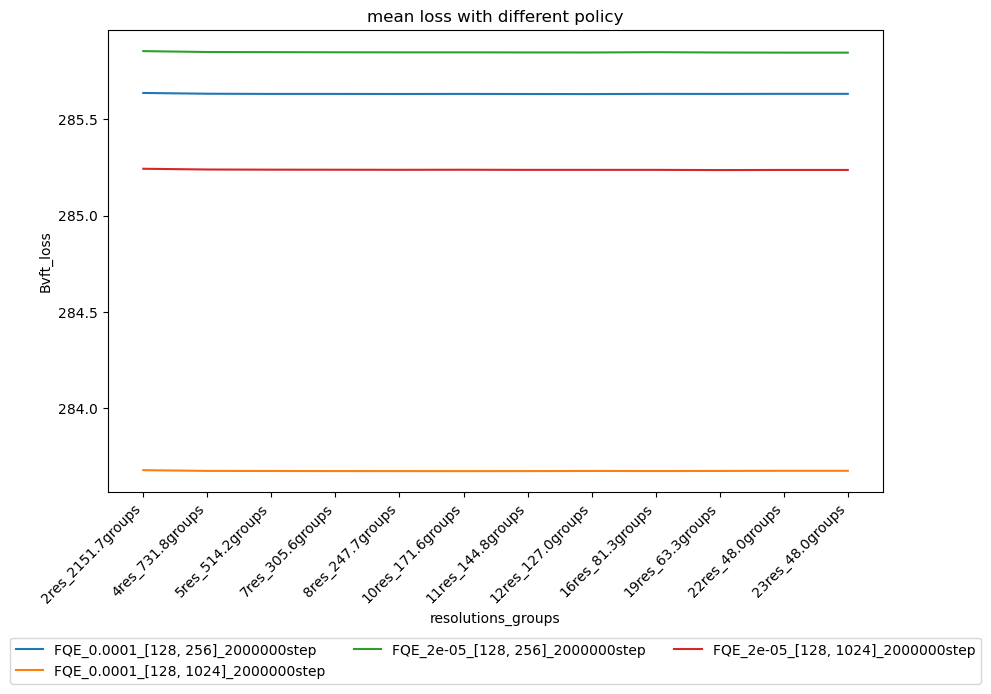 mean loss with different policy
Bvft_loss
285.5
285.0
284.5
284.0
2res_2151.7groups
4res_731.8groups
5res_514.2groups
7res_305.6groups
8res_247.7groups
10res_171.6groups
11res_144.8groups
12res_127.0groups
16res_81.3groups
19res_63.3groups
22res_48.0groups
23res_48.0groups
resolutions_groups
FQE_0.0001_[128, 256]_2000000step
FQE_0.0001_[128, 1024]_2000000step
FQE_2e-05_[128, 256]_2000000step
FQE_2e-05_[128, 1024]_2000000step